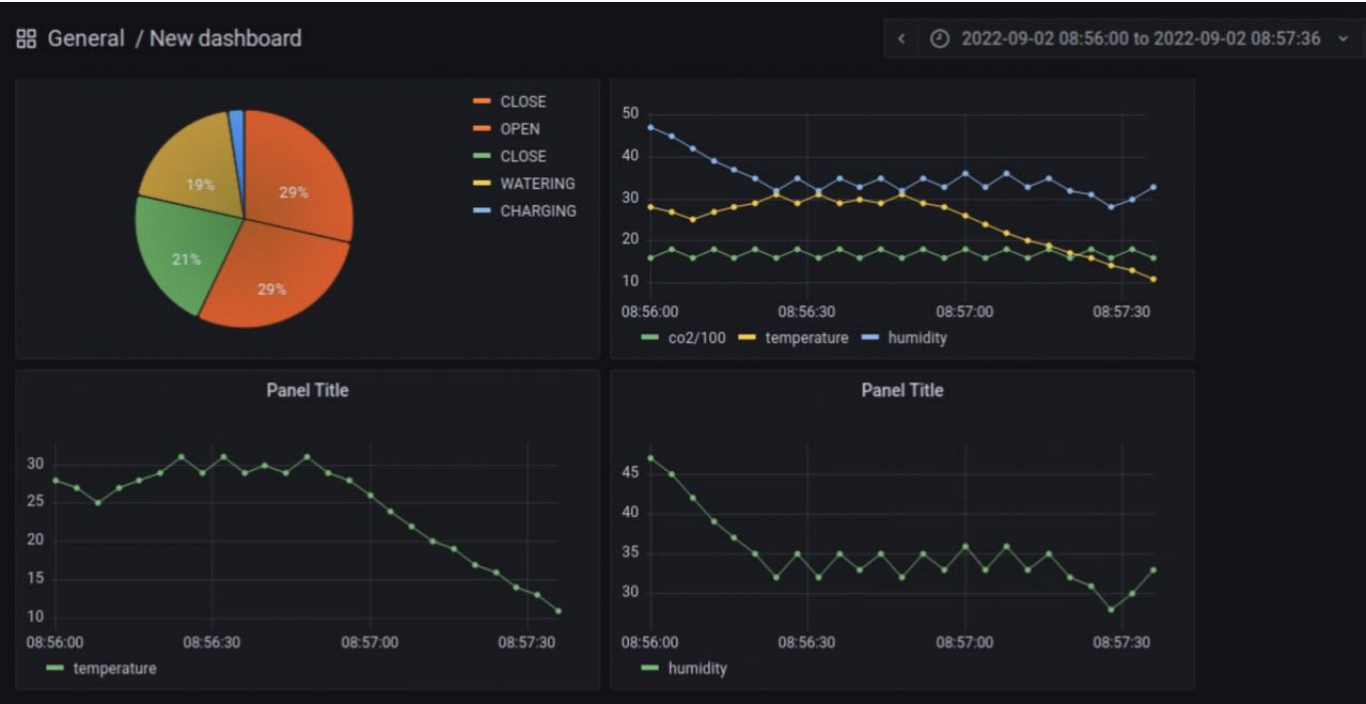 General / New dashboard
2022-09-02 08:56:00 to 2022-09-02 08:57:36
CLOSE
OPEN
CLOSE
WATERING
CHARGING
19%
29%
21%
29%
50
40
30
20
10
08:56:00 08:56:30 08:57:00 08:57:30
co2/100 temperature humidity
Panel Title
30
25
20
15
10
08:56:00 08:56:30 08:57:00 08:57:30
temperature
Panel Title
45
40
35
30
08:56:00 08:56:30 08:57:00 08:57:30
humidity